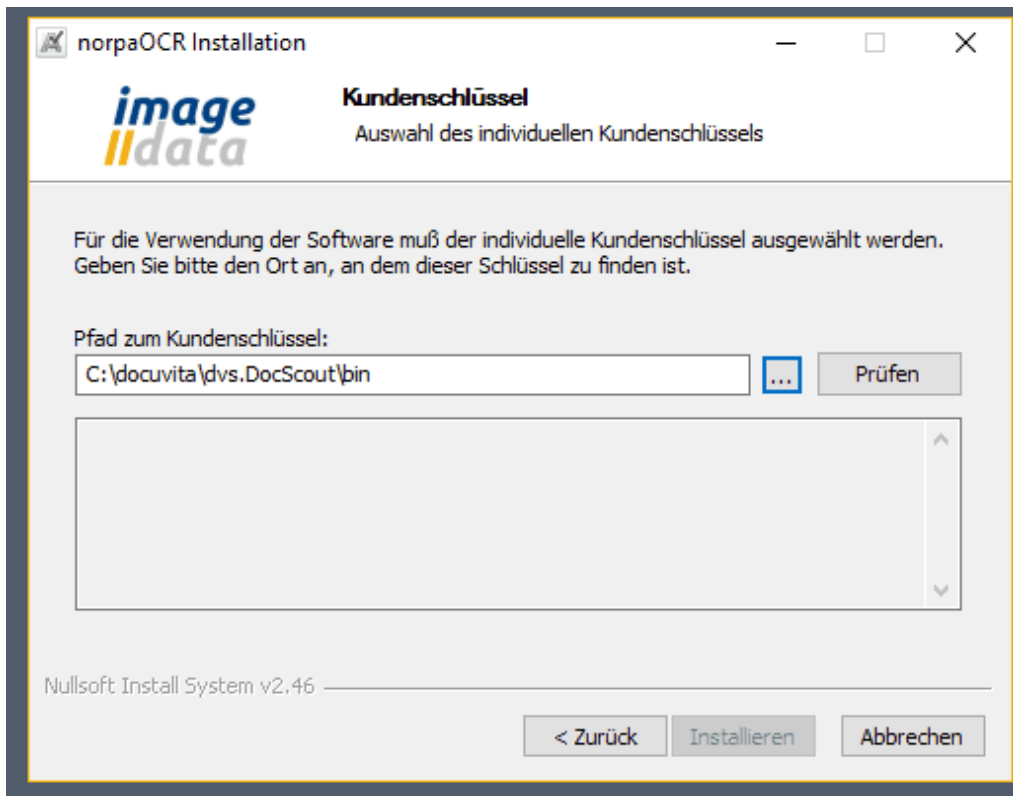 norpaOCR Installation
image
data
Kundenschlüssel
Auswahl des individuellen Kundenschlüssels
Für die Verwendung der Software muß der individuelle Kundenschlüssel ausgewählt werden.
Geben Sie bitte den Ort an, an dem dieser Schlüssel zu finden ist.
Pfad zum Kundenschlüssel:
C:\docuvita\dvs.DocScout\bin
...
Prüfen
Nullsoft Install System v2.46
< Zurück
Installieren
Abbrechen